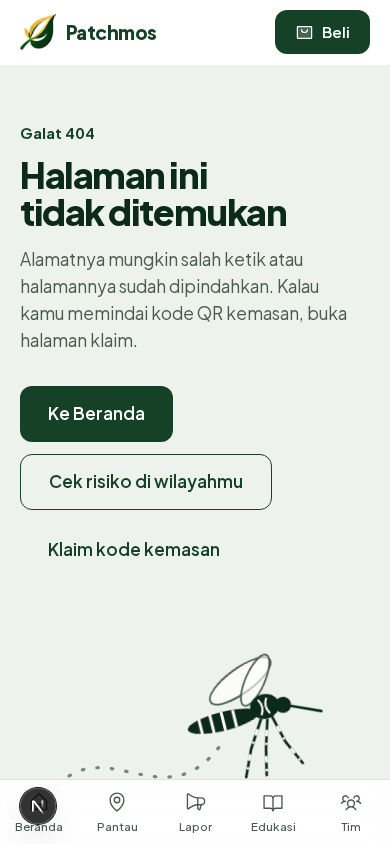 Patchmos
Beli
Galat 404
Halaman ini
tidak ditemukan
Alamatnya mungkin salah ketik atau
halamannya sudah dipindahkan. Kalau
kamu memindai kode QR kemasan, buka
halaman klaim.
Ke Beranda
Cek risiko di wilayahmu
Klaim kode kemasan
N
Beranda
Pantau
Lapor
Edukasi
Tim